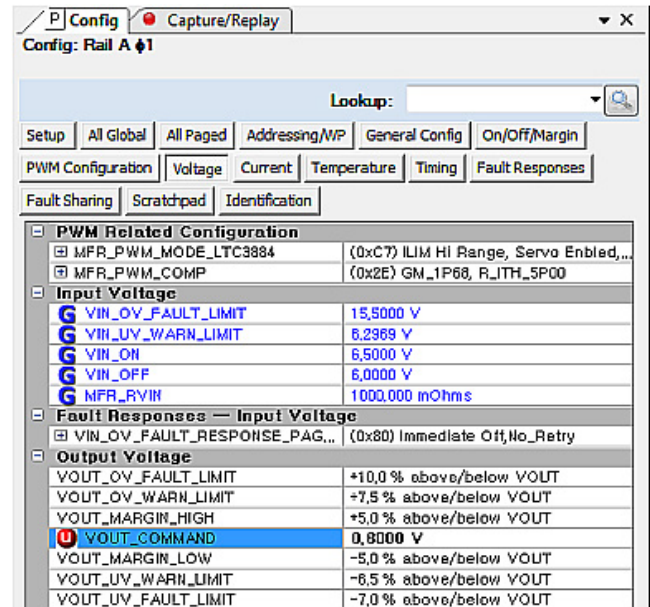 P Config Capture/Replay
Config: Rail A ϕ1
Lookup:
Setup All Global All Paged Addressing/WP General Config On/Off/Margin
PWM Configuration Voltage Current Temperature Timing Fault Responses
Fault Sharing Scratchpad Identification
PWM Related Configuration
MFR_PWM_MODE_LTC3884 (0xC7) ILIM Hi Range, Servo Enbled,...
MFR_PWM_COMP (0x2E) GM_1P68, R_ITH_5P00
Input Voltage
G VIN_OV_FAULT_LIMIT 15,5000 V
G VIN_UV_WARN_LIMIT 6,2969 V
G VIN_ON 6,5000 V
G VIN_OFF 6,0000 V
G MFR_RVIN 1000,000 mOhms
Fault Responses — Input Voltage
VIN_OV_FAULT_RESPONSE_PAG... (0x80) Immediate Off,No_Retry
Output Voltage
VOUT_OV_FAULT_LIMIT +10,0 % above/below VOUT
VOUT_OV_WARN_LIMIT +7,5 % above/below VOUT
VOUT_MARGIN_HIGH +5,0 % above/below VOUT
U VOUT_COMMAND 0,8000 V
VOUT_MARGIN_LOW -5,0 % above/below VOUT
VOUT_UV_WARN_LIMIT -6,5 % above/below VOUT
VOUT_UV_FAULT_LIMIT -7,0 % above/below VOUT